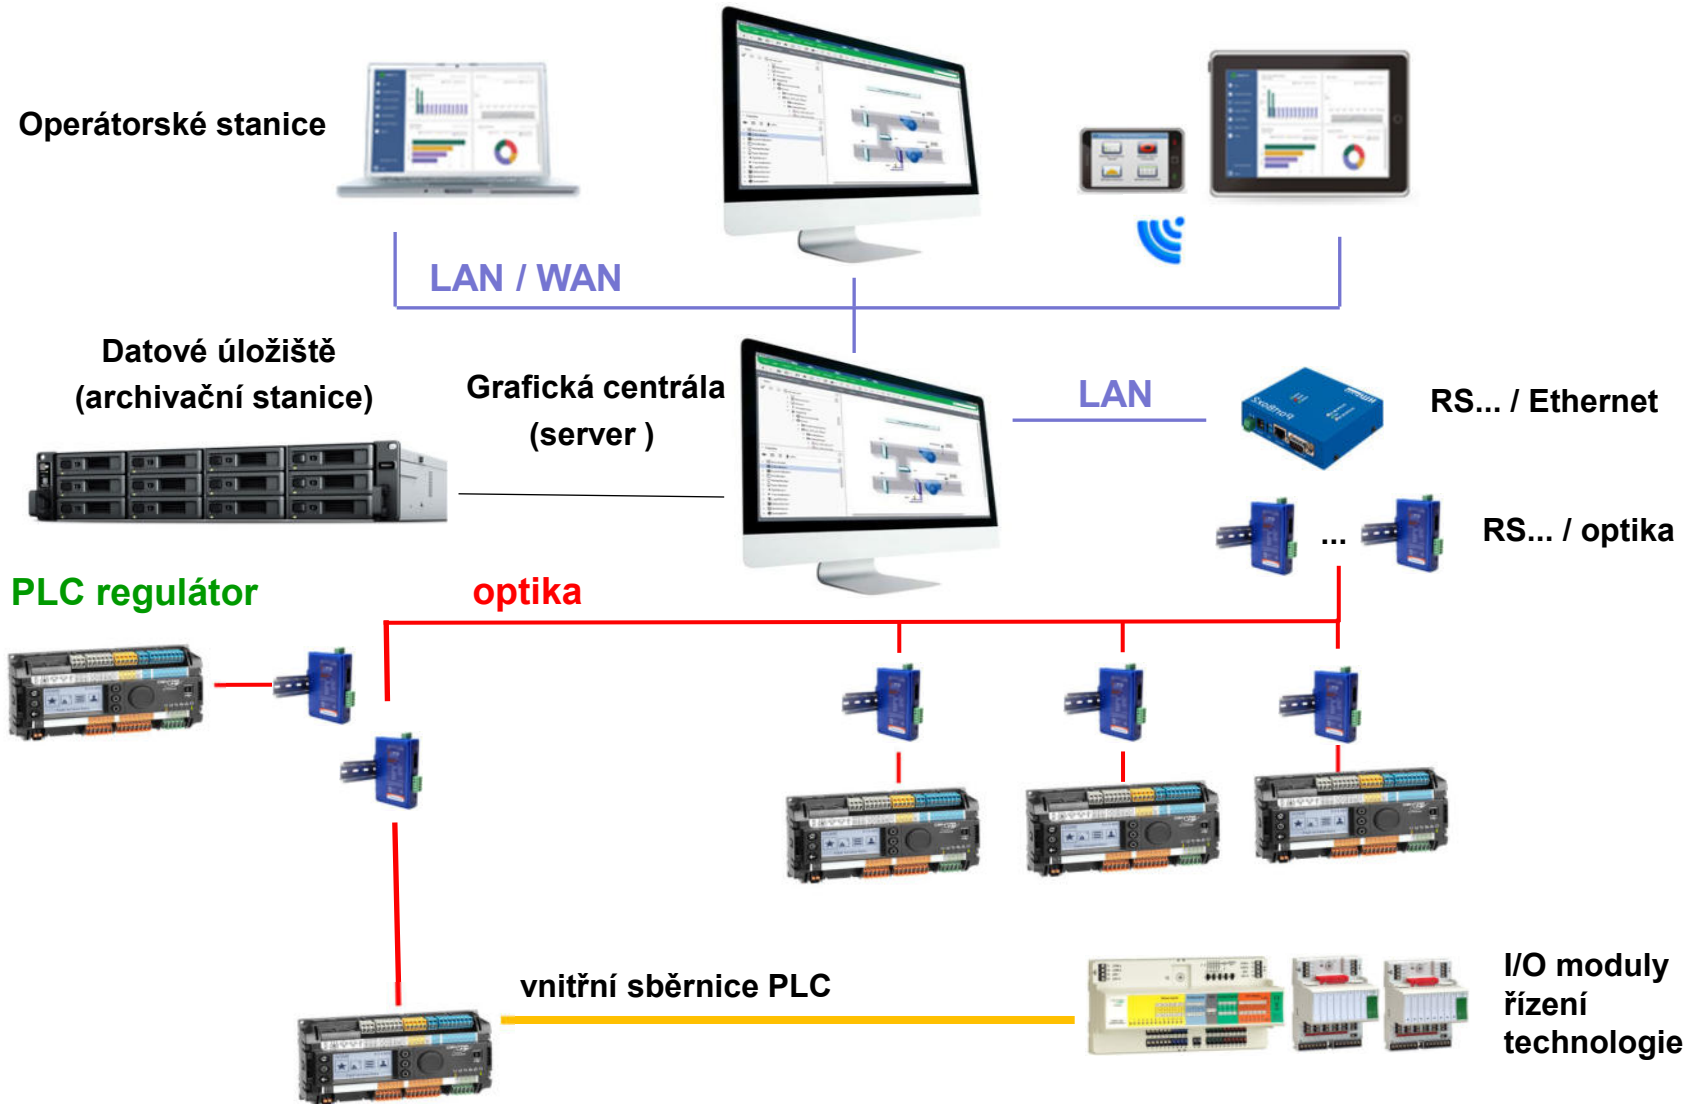 Operátorské stanice
LAN / WAN
Datové úložiště
(archivační stanice)
Grafická centrála
(server )
LAN
RS... / Ethernet
...
RS... / optika
PLC regulátor
optika
vnitřní sběrnice PLC
I/O moduly
řízení
technologie